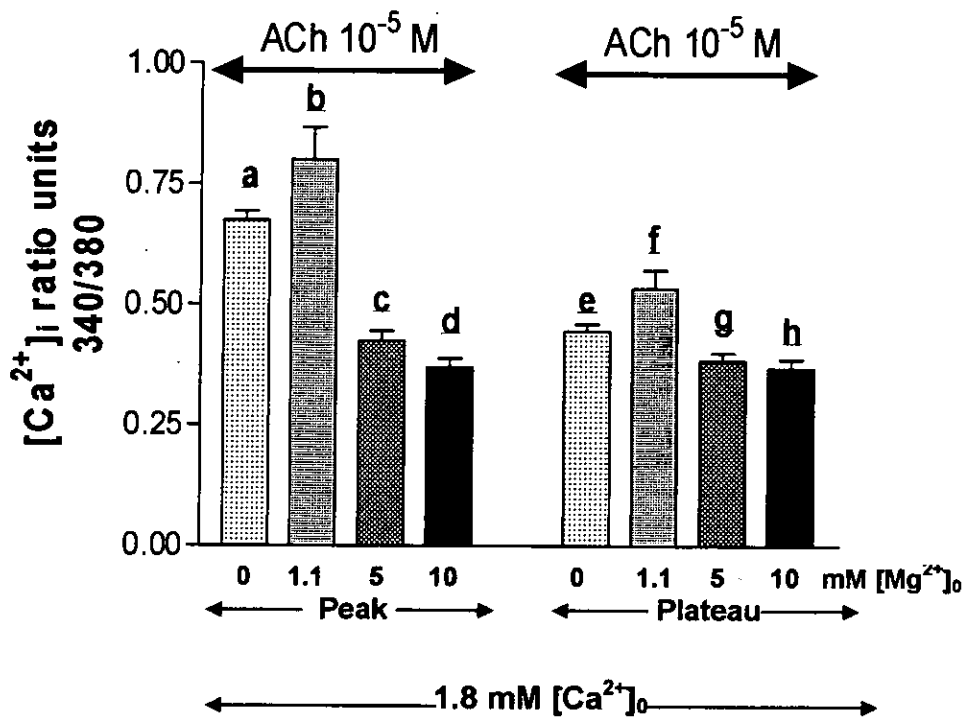 ACh 10⁻⁵ M
ACh 10⁻⁵ M
[Ca²⁺]i ratio units
340/380
1.00
0.75
0.50
0.25
0.00
a
b
c
d
e
f
g
h
0 1.1 5 10 0 1.1 5 10 mM [Mg²⁺]₀
Peak Plateau
1.8 mM [Ca²⁺]₀